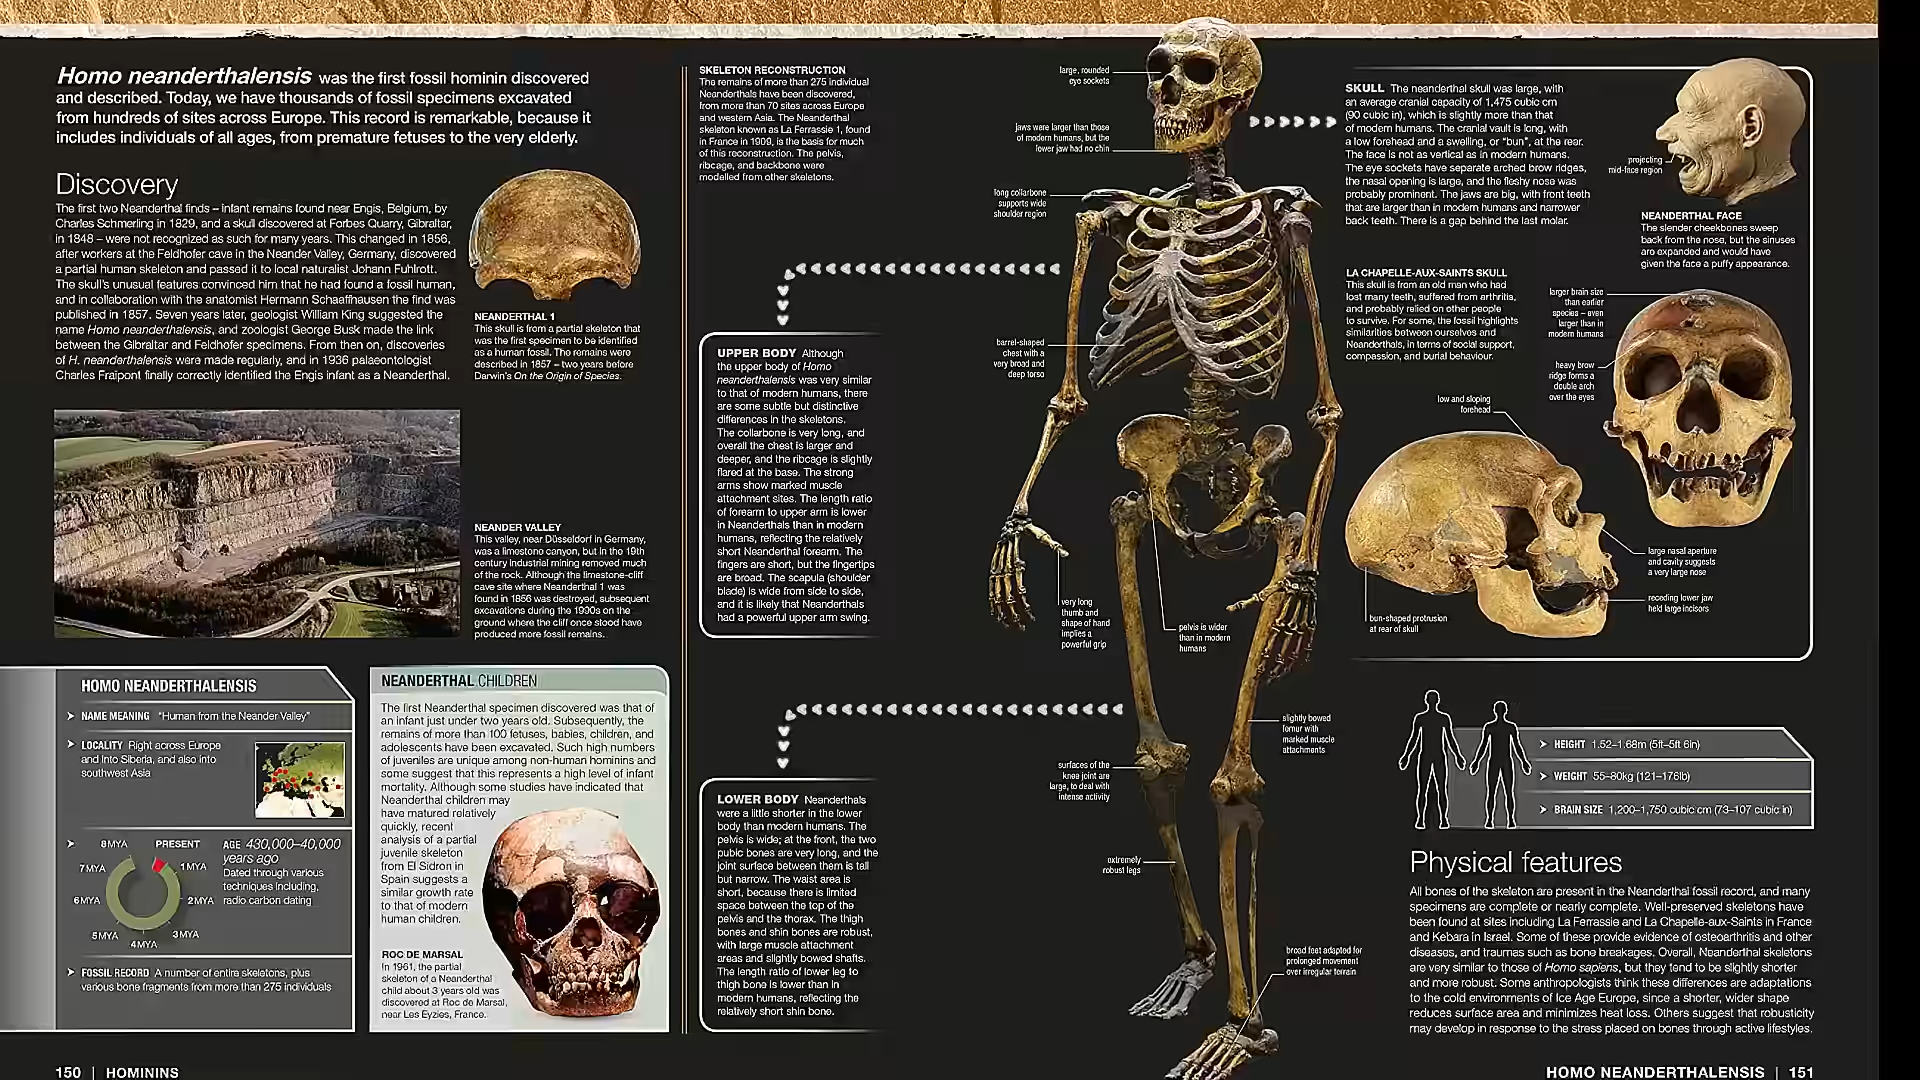 Homo neanderthalensis was the first fossil hominin discovered
and described. Today, we have thousands of fossil specimens excavated
from hundreds of sites across Europe. This record is remarkable, because it
includes individuals of all ages, from premature fetuses to the very elderly.
Discovery
The first two Neanderthal finds – infant remains found near Engis, Belgium, by
Charles Schmerling in 1829, and a skull discovered at Forbes Quarry, Gibraltar,
in 1848 – were not recognized as such for many years. This changed in 1856,
after workers at the Feldhofer cave in the Neander Valley, Germany, discovered
a partial human skeleton and passed it to local naturalist Johann Fuhlrott.
The skull's unusual features convinced him that he had found a fossil human,
and in collaboration with the anatomist Hermann Schaaffhausen the find was
published in 1857. Seven years later, geologist William King suggested the
name Homo neanderthalensis, and zoologist George Busk made the link
between the Gibraltar and Feldhofer specimens. From then on, discoveries
of H. neanderthalensis were made regularly, and in 1936 palaeontologist
Charles Fraipont finally correctly identified the Engis infant as a Neanderthal.
NEANDERTHAL 1
This skull is from a partial skeleton that
was the first specimen to be identified
as a human fossil. The remains were
described in 1857 – two years before
Darwin's On the Origin of Species.
NEANDER VALLEY
This valley, near Düsseldorf in Germany,
was a limestone canyon, but in the 19th
century industrial mining removed much
of the rock. Although the limestone-cliff
cave site where Neanderthal 1 was
found in 1856 was destroyed, subsequent
excavations during the 1990s on the
ground where the cliff once stood have
produced more fossil remains.
HOMO NEANDERTHALENSIS
NAME MEANING "Human from the Neander Valley"
LOCALITY Right across Europe
and into Siberia, and also into
southwest Asia
8MYA
PRESENT
7MYA
1MYA
6MYA
2MYA
5MYA
3MYA
4MYA
AGE 430,000–40,000
years ago
Dated through various
techniques including,
radio carbon dating
FOSSIL RECORD A number of entire skeletons, plus
various bone fragments from more than 275 individuals
NEANDERTHAL CHILDREN
The first Neanderthal specimen discovered was that of
an infant just under two years old. Subsequently, the
remains of more than 100 fetuses, babies, children, and
adolescents have been excavated. Such high numbers
of juveniles are unique among non-human hominins and
some suggest that this represents a high level of infant
mortality. Although some studies have indicated that
Neanderthal children may
have matured relatively
quickly, recent
analysis of a partial
juvenile skeleton
from El Sidron in
Spain suggests a
similar growth rate
to that of modern
human children.
ROC DE MARSAL
In 1961, the partial
skeleton of a Neanderthal
child about 3 years old was
discovered at Roc de Marsal,
near Les Eyzies, France.
150 | HOMININS
SKELETON RECONSTRUCTION
The remains of more than 275 individual
Neanderthals have been discovered,
from more than 70 sites across Europe
and western Asia. The Neanderthal
skeleton known as La Ferrassie 1, found
in France in 1909, is the basis for much
of this reconstruction. The pelvis,
ribcage, and backbone were
modelled from other skeletons.
UPPER BODY Although
the upper body of Homo
neanderthalensis was very similar
to that of modern humans, there
are some subtle but distinctive
differences in the skeletons.
The collarbone is very long, and
overall the chest is larger and
deeper, and the ribcage is slightly
flared at the base. The strong
arms show marked muscle
attachment sites. The length ratio
of forearm to upper arm is lower
in Neanderthals than in modern
humans, reflecting the relatively
short Neanderthal forearm. The
fingers are short, but the fingertips
are broad. The scapula (shoulder
blade) is wide from side to side,
and it is likely that Neanderthals
had a powerful upper arm swing.
LOWER BODY Neanderthals
were a little shorter in the lower
body than modern humans. The
pelvis is wide; at the front, the two
pubic bones are very long, and the
joint surface between them is tall
but narrow. The waist area is
short, because there is limited
space between the top of the
pelvis and the thorax. The thigh
bones and shin bones are robust,
with large muscle attachment
areas and slightly bowed shafts.
The length ratio of lower leg to
thigh bone is lower than in
modern humans, reflecting the
relatively short shin bone.
large, rounded
eye sockets
jaws were larger than those
of modern humans, but the
lower jaw had no chin
long collarbone
supports wide
shoulder region
barrel-shaped
chest with a
very broad and
deep torso
very long
thumb and
shape of hand
implies a
powerful grip
pelvis is wider
than in modern
humans
slightly bowed
femur with
marked muscle
attachments
surfaces of the
knee joint are
large, to deal with
intense activity
extremely
robust legs
broad feet adapted for
prolonged movement
over irregular terrain
SKULL The neanderthal skull was large, with
an average cranial capacity of 1,475 cubic cm
(90 cubic in), which is slightly more than that
of modern humans. The cranial vault is long, with
a low forehead and a swelling, or "bun", at the rear.
The face is not as vertical as in modern humans.
The eye sockets have separate arched brow ridges,
the nasal opening is large, and the fleshy nose was
probably prominent. The jaws are big, with front teeth
that are larger than in modern humans and narrower
back teeth. There is a gap behind the last molar.
projecting
mid-face region
NEANDERTHAL FACE
The slender cheekbones sweep
back from the nose, but the sinuses
are expanded and would have
given the face a puffy appearance.
LA CHAPELLE-AUX-SAINTS SKULL
This skull is from an old man who had
lost many teeth, suffered from arthritis,
and probably relied on other people
to survive. For some, the fossil highlights
similarities between ourselves and
Neanderthals, in terms of social support,
compassion, and burial behaviour.
larger brain size
than earlier
species – even
larger than in
modern humans
heavy brow
ridge forms a
double arch
over the eyes
low and sloping
forehead
large nasal aperture
and cavity suggests
a very large nose
receding lower jaw
held large incisors
bun-shaped protrusion
at rear of skull
HEIGHT 1.52–1.68m (5ft–5ft 6in)
WEIGHT 55–80kg (121–176lb)
BRAIN SIZE 1,200–1,750 cubic cm (73–107 cubic in)
Physical features
All bones of the skeleton are present in the Neanderthal fossil record, and many
specimens are complete or nearly complete. Well-preserved skeletons have
been found at sites including La Ferrassie and La Chapelle-aux-Saints in France
and Kebara in Israel. Some of these provide evidence of osteoarthritis and other
diseases, and traumas such as bone breakages. Overall, Neanderthal skeletons
are very similar to those of Homo sapiens, but they tend to be slightly shorter
and more robust. Some anthropologists think these differences are adaptations
to the cold environments of Ice Age Europe, since a shorter, wider shape
reduces surface area and minimizes heat loss. Others suggest that robusticity
may develop in response to the stress placed on bones through active lifestyles.
HOMO NEANDERTHALENSIS | 151